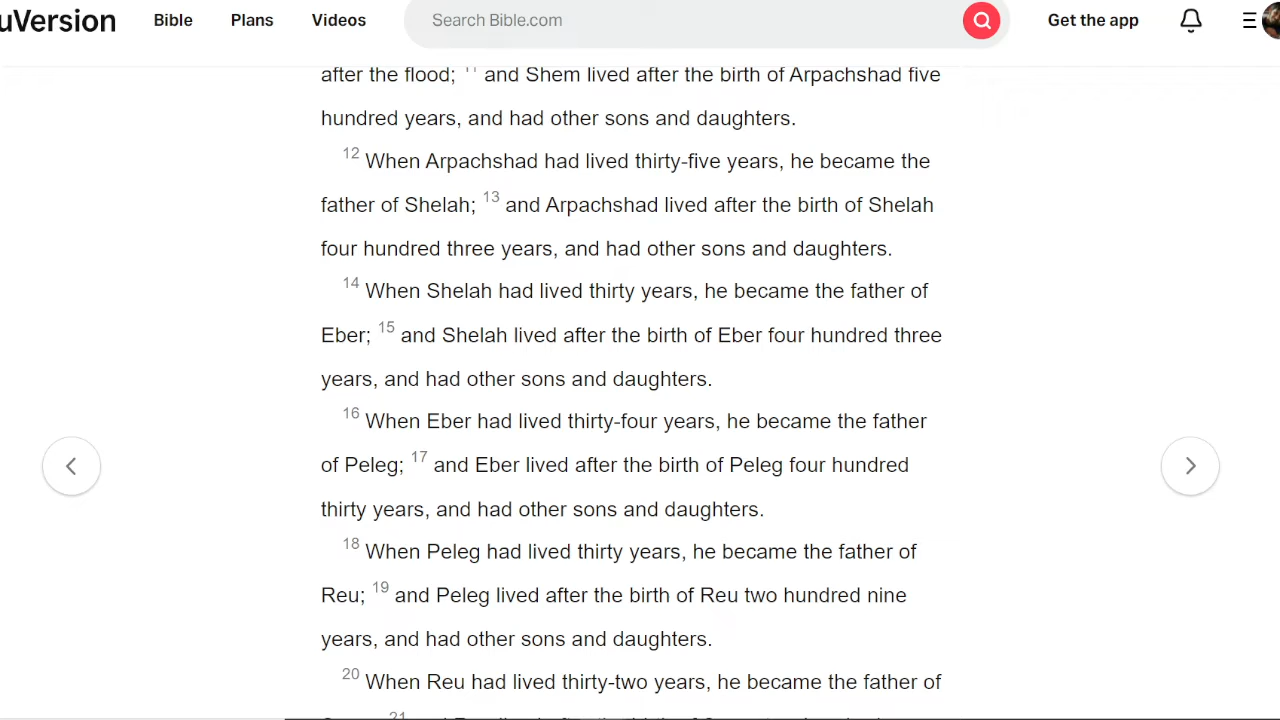 uVersion Bible Plans Videos Search Bible.com Get the app
after the flood; 11 and Shem lived after the birth of Arpachshad five
hundred years, and had other sons and daughters.
12 When Arpachshad had lived thirty-five years, he became the
father of Shelah; 13 and Arpachshad lived after the birth of Shelah
four hundred three years, and had other sons and daughters.
14 When Shelah had lived thirty years, he became the father of
Eber; 15 and Shelah lived after the birth of Eber four hundred three
years, and had other sons and daughters.
16 When Eber had lived thirty-four years, he became the father
of Peleg; 17 and Eber lived after the birth of Peleg four hundred
thirty years, and had other sons and daughters.
18 When Peleg had lived thirty years, he became the father of
Reu; 19 and Peleg lived after the birth of Reu two hundred nine
years, and had other sons and daughters.
20 When Reu had lived thirty-two years, he became the father of
21